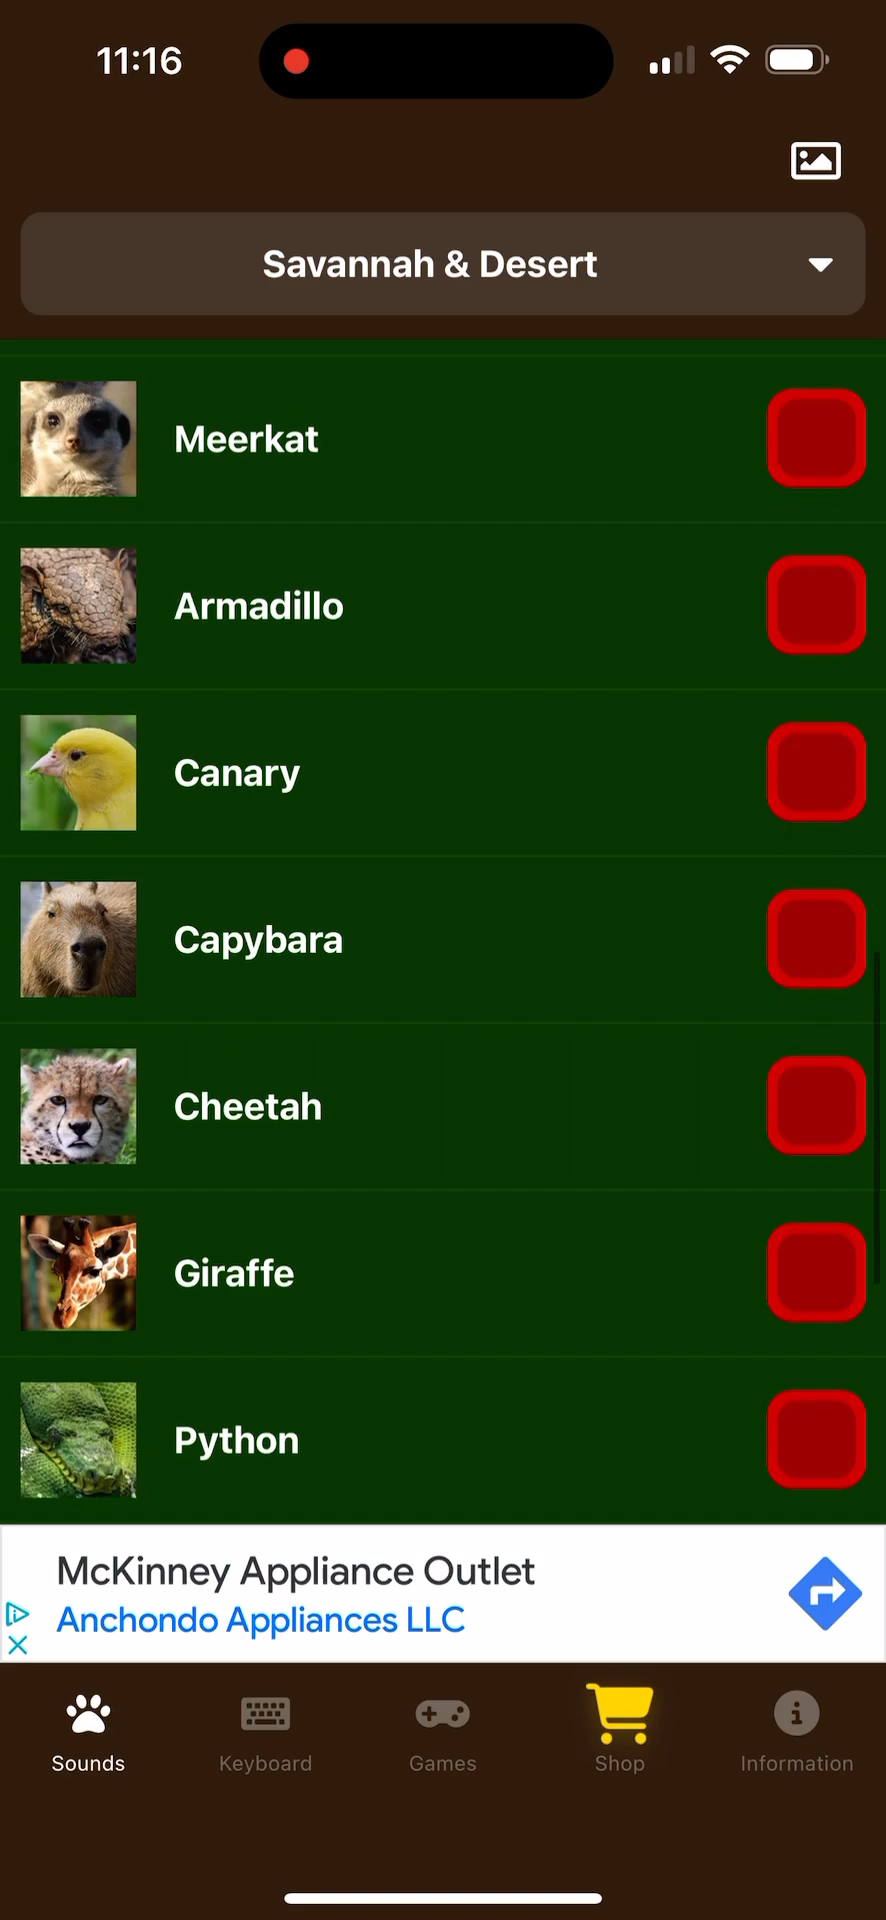 11:16
Savannah & Desert
Meerkat
Armadillo
Canary
Capybara
Cheetah
Giraffe
Python
McKinney Appliance Outlet
Anchondo Appliances LLC
Sounds
Keyboard
Games
Shop
Information